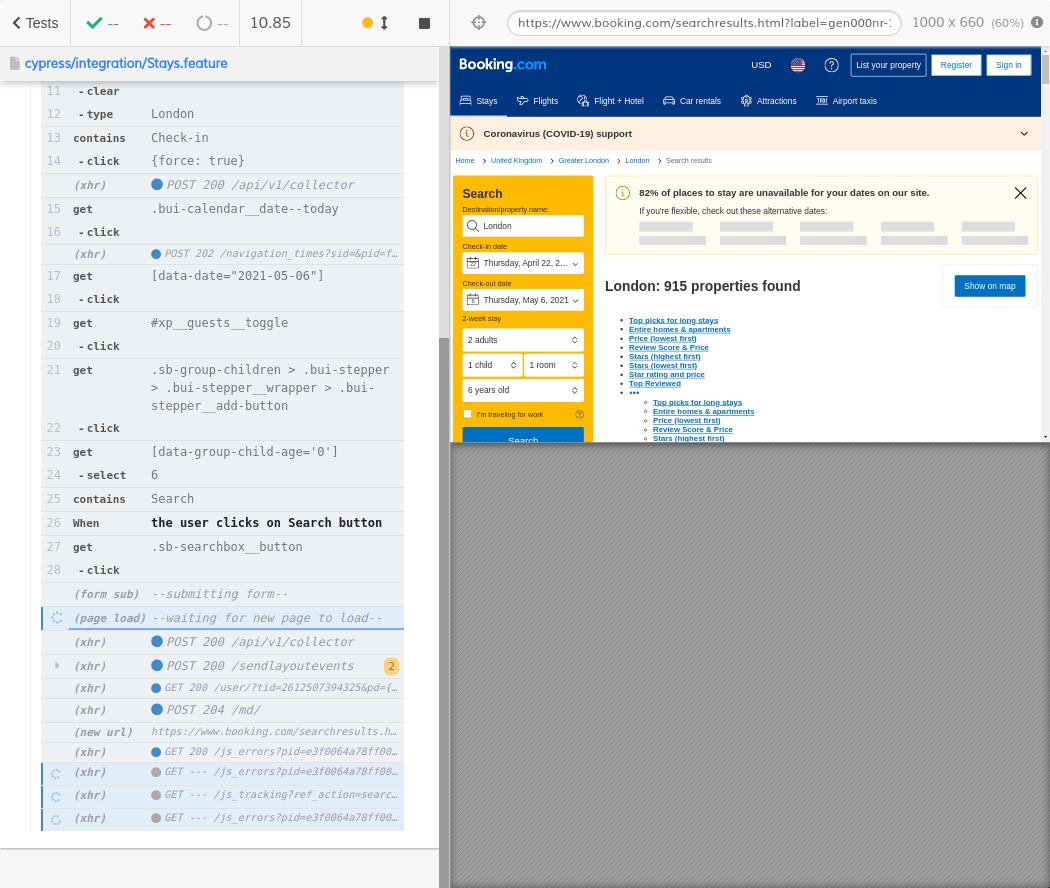 Tests -- -- -- 10.85
https://www.booking.com/searchresults.html?label=gen000nr-
1000 x 660 (60%)
cypress/integration/Stays.feature
11 - clear
12 - type London
13 contains Check-in
14 - click {force: true}
(xhr) POST 200 /api/v1/collector
15 get .bui-calendar__date--today
16 - click
(xhr) POST 202 /navigation_times?sid=&pid=f…
17 get [data-date="2021-05-06"]
18 - click
19 get #xp__guests__toggle
20 - click
21 get .sb-group-children > .bui-stepper
> .bui-stepper__wrapper > .bui-
stepper__add-button
22 - click
23 get [data-group-child-age='0']
24 - select 6
25 contains Search
26 When the user clicks on Search button
27 get .sb-searchbox__button
28 - click
(form sub) --submitting form--
(page load) --waiting for new page to load--
(xhr) POST 200 /api/v1/collector
(xhr) POST 200 /sendlayoutevents 2
(xhr) GET 200 /user/?tid=2612507394325&pd={…
(xhr) POST 204 /md/
(new url) https://www.booking.com/searchresults.h…
(xhr) GET 200 /js_errors?pid=e3f0064a78ff00…
(xhr) GET --- /js_errors?pid=e3f0064a78ff00…
(xhr) GET --- /js_tracking?ref_action=searc…
(xhr) GET --- /js_errors?pid=e3f0064a78ff00…
Booking.com
USD
List your property
Register
Sign in
Stays
Flights
Flight + Hotel
Car rentals
Attractions
Airport taxis
Coronavirus (COVID-19) support
Home > United Kingdom > Greater London > London > Search results
Search
Destination/property name:
London
Check-in date
Thursday, April 22, 2…
Check-out date
Thursday, May 6, 2021
2-week stay
2 adults
1 child
1 room
6 years old
I'm traveling for work
Search
82% of places to stay are unavailable for your dates on our site.
If you're flexible, check out these alternative dates:
London: 915 properties found
Show on map
Top picks for long stays
Entire homes & apartments
Price (lowest first)
Review Score & Price
Stars (highest first)
Stars (lowest first)
Star rating and price
Top Reviewed
•••
Top picks for long stays
Entire homes & apartments
Price (lowest first)
Review Score & Price
Stars (highest first)